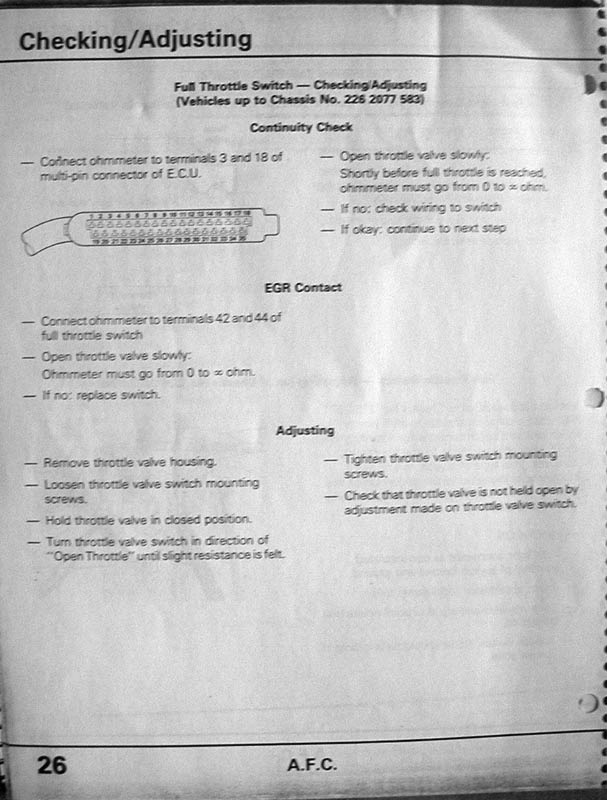 Checking/Adjusting
Full Throttle Switch — Checking/Adjusting
(Vehicles up to Chassis No. 226 2077 583)
Continuity Check
— Connect ohmmeter to terminals 3 and 18 of
multi-pin connector of E.C.U.
1 2 3 4 5 6 7 8 9 10 11 12 13 14 15 16 17 18
19 20 21 22 23 24 25 26 27 28 29 30 31 32 33 34 35
— Open throttle valve slowly:
Shortly before full throttle is reached,
ohmmeter must go from 0 to ∞ ohm.
— If no: check wiring to switch
— If okay: continue to next step
EGR Contact
— Connect ohmmeter to terminals 42 and 44 of
full throttle switch
— Open throttle valve slowly:
Ohmmeter must go from 0 to ∞ ohm.
— If no: replace switch.
Adjusting
— Remove throttle valve housing.
— Loosen throttle valve switch mounting
screws.
— Hold throttle valve in closed position.
— Turn throttle valve switch in direction of
"Open Throttle" until slight resistance is felt.
— Tighten throttle valve switch mounting
screws.
— Check that throttle valve is not held open by
adjustment made on throttle valve switch.
26
A.F.C.